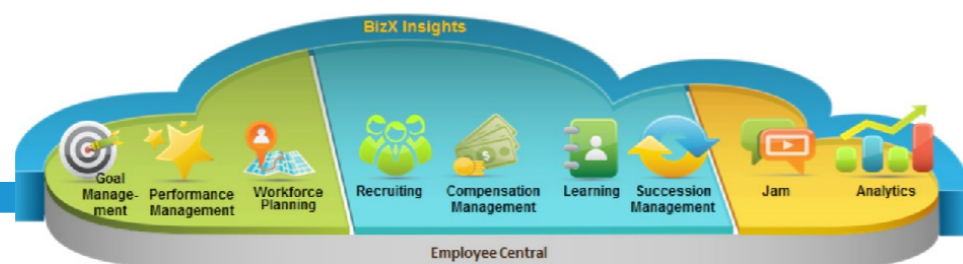 BizX Insights
Goal
Manage-
ment
Performance
Management
Workforce
Planning
Recruiting
Compensation
Management
Learning
Succession
Management
Jam
Analytics
Employee Central